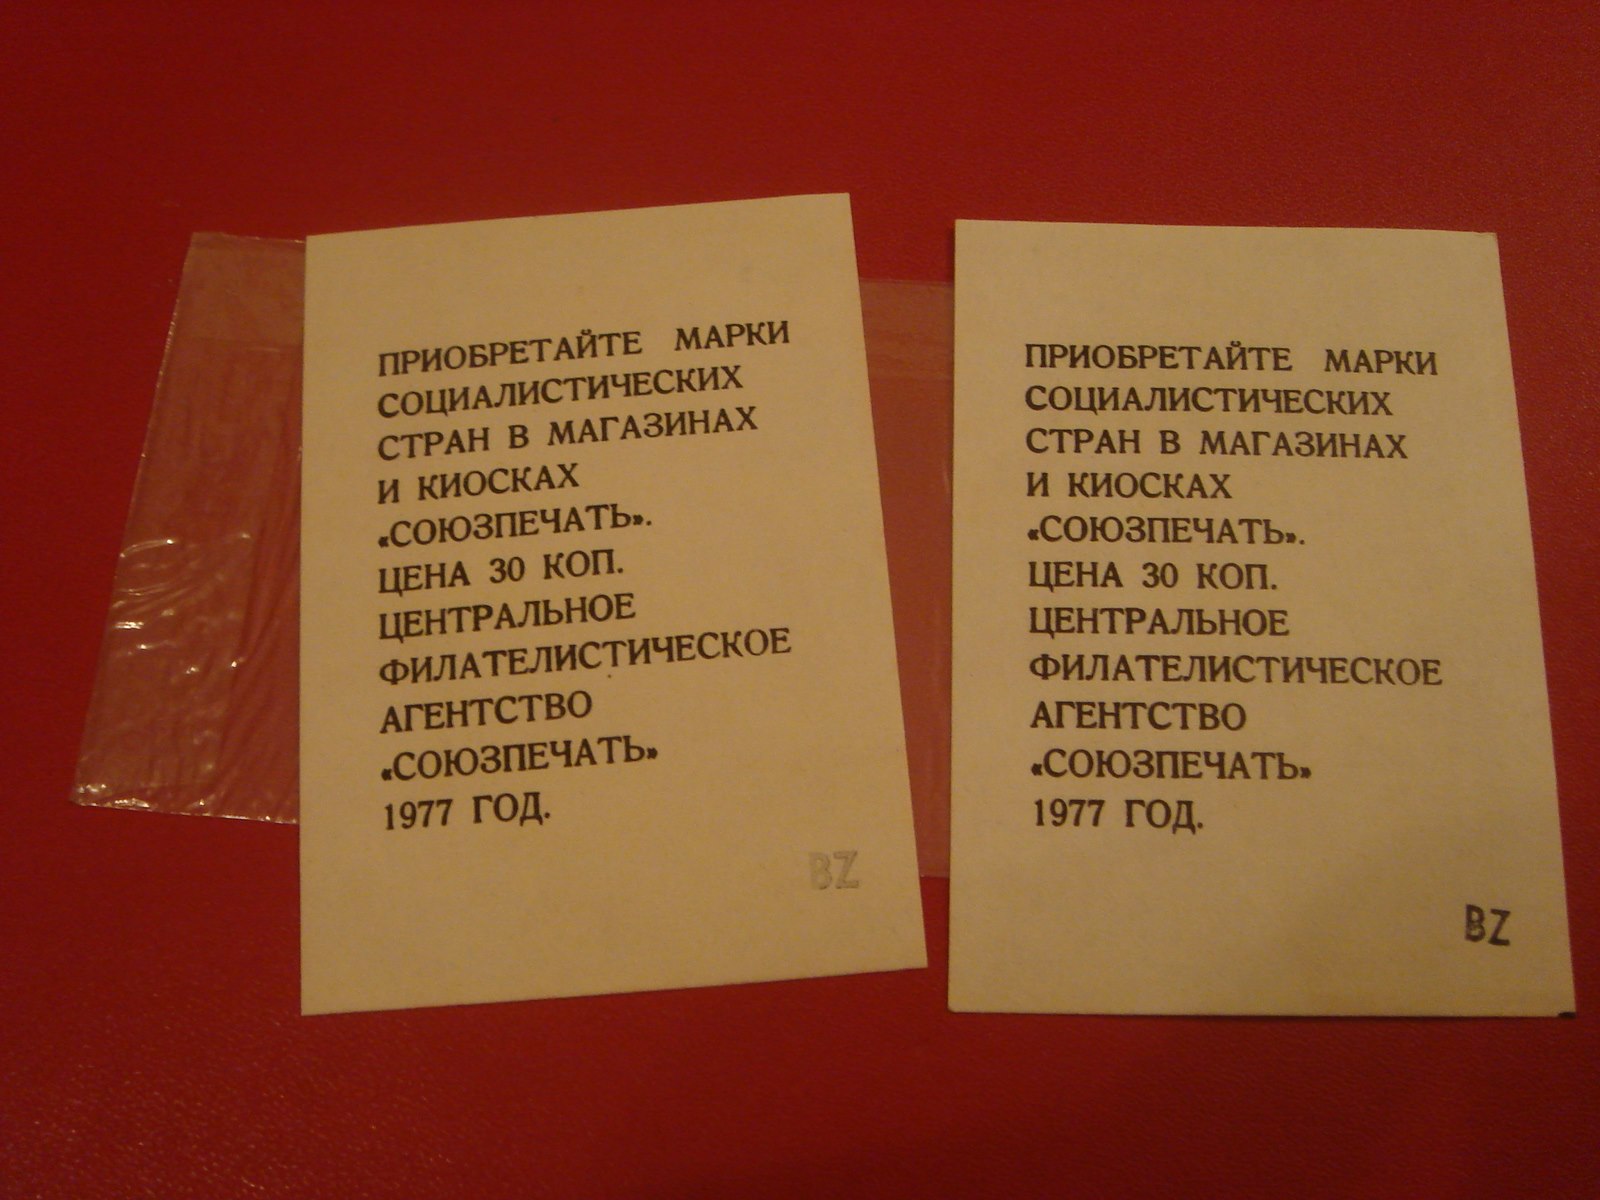 ПРИОБРЕТАЙТЕ МАРКИ
СОЦИАЛИСТИЧЕСКИХ
СТРАН В МАГАЗИНАХ
И КИОСКАХ
«СОЮЗПЕЧАТЬ».
ЦЕНА 30 КОП.
ЦЕНТРАЛЬНОЕ
ФИЛАТЕЛИСТИЧЕСКОЕ
АГЕНТСТВО
«СОЮЗПЕЧАТЬ»
1977 ГОД.
BZ
ПРИОБРЕТАЙТЕ МАРКИ
СОЦИАЛИСТИЧЕСКИХ
СТРАН В МАГАЗИНАХ
И КИОСКАХ
«СОЮЗПЕЧАТЬ».
ЦЕНА 30 КОП.
ЦЕНТРАЛЬНОЕ
ФИЛАТЕЛИСТИЧЕСКОЕ
АГЕНТСТВО
«СОЮЗПЕЧАТЬ»
1977 ГОД.
BZ